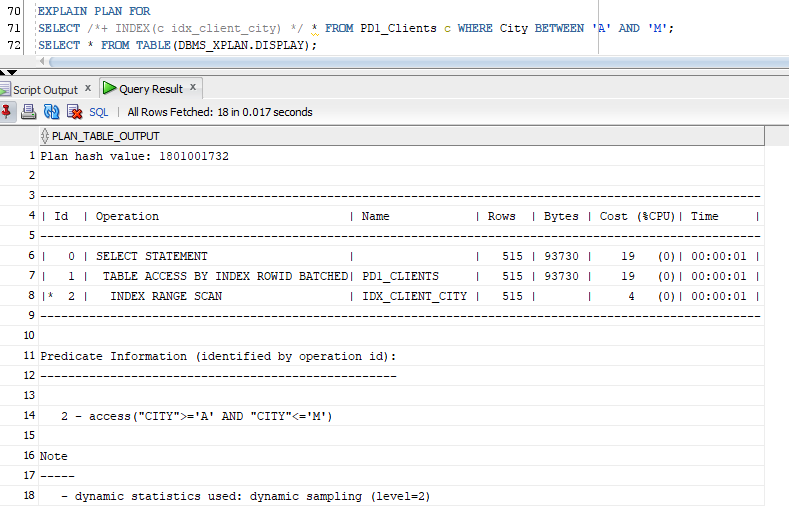 70 EXPLAIN PLAN FOR
71 SELECT /*+ INDEX(c idx_client_city) */ * FROM PD1_Clients c WHERE City BETWEEN 'A' AND 'M';
72 SELECT * FROM TABLE(DBMS_XPLAN.DISPLAY);
Script Output x Query Result x
SQL | All Rows Fetched: 18 in 0.017 seconds
PLAN_TABLE_OUTPUT
1 Plan hash value: 1801001732
2
3 --------------------------------------------------------------------------------------------------------
4 | Id  | Operation                           | Name            | Rows  | Bytes | Cost (%CPU)| Time     |
5 --------------------------------------------------------------------------------------------------------
6 |   0 | SELECT STATEMENT                    |                 |   515 | 93730 |    19   (0)| 00:00:01 |
7 |   1 |  TABLE ACCESS BY INDEX ROWID BATCHED| PD1_CLIENTS     |   515 | 93730 |    19   (0)| 00:00:01 |
8 |*  2 |   INDEX RANGE SCAN                  | IDX_CLIENT_CITY |   515 |       |     4   (0)| 00:00:01 |
9 --------------------------------------------------------------------------------------------------------
10
11 Predicate Information (identified by operation id):
12 ---------------------------------------------------
13
14    2 - access("CITY">='A' AND "CITY"<='M')
15
16 Note
17 -----
18    - dynamic statistics used: dynamic sampling (level=2)